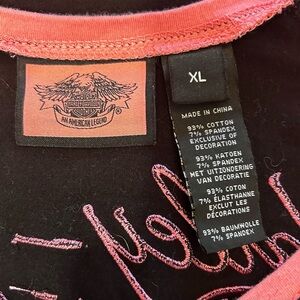 AN AMERICAN LEGEND
XL
MADE IN CHINA
93% COTTON
7% SPANDEX
EXCLUSIVE OF
DECORATION
93% KATOEN
7% SPANDEX
MET UITZONDERING
VAN DECORATIE
93% COTON
7% ÉLASTHANNE
EXCLUT LES
DÉCORATIONS
93% BAUMWOLLE
7% SPANDEX